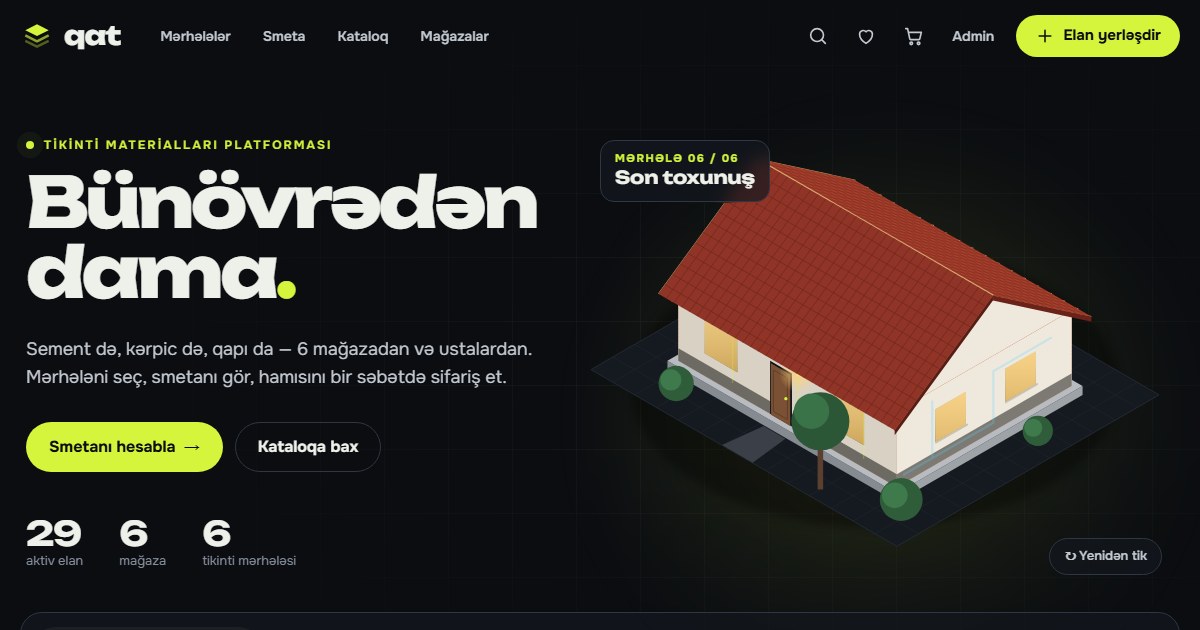 qat
Mərhələlər
Smeta
Kataloq
Mağazalar
Admin
Elan yerləşdir
TİKİNTİ MATERİALLARI PLATFORMASI
Bünövrədən
dama.
Sement də, kərpic də, qapı da — 6 mağazadan və ustalardan.
Mərhələni seç, smetanı gör, hamısını bir səbətdə sifariş et.
Smetanı hesabla →
Kataloqa bax
29
aktiv elan
6
mağaza
6
tikinti mərhələsi
MƏRHƏLƏ 06 / 06
Son toxunuş
↻ Yenidən tik